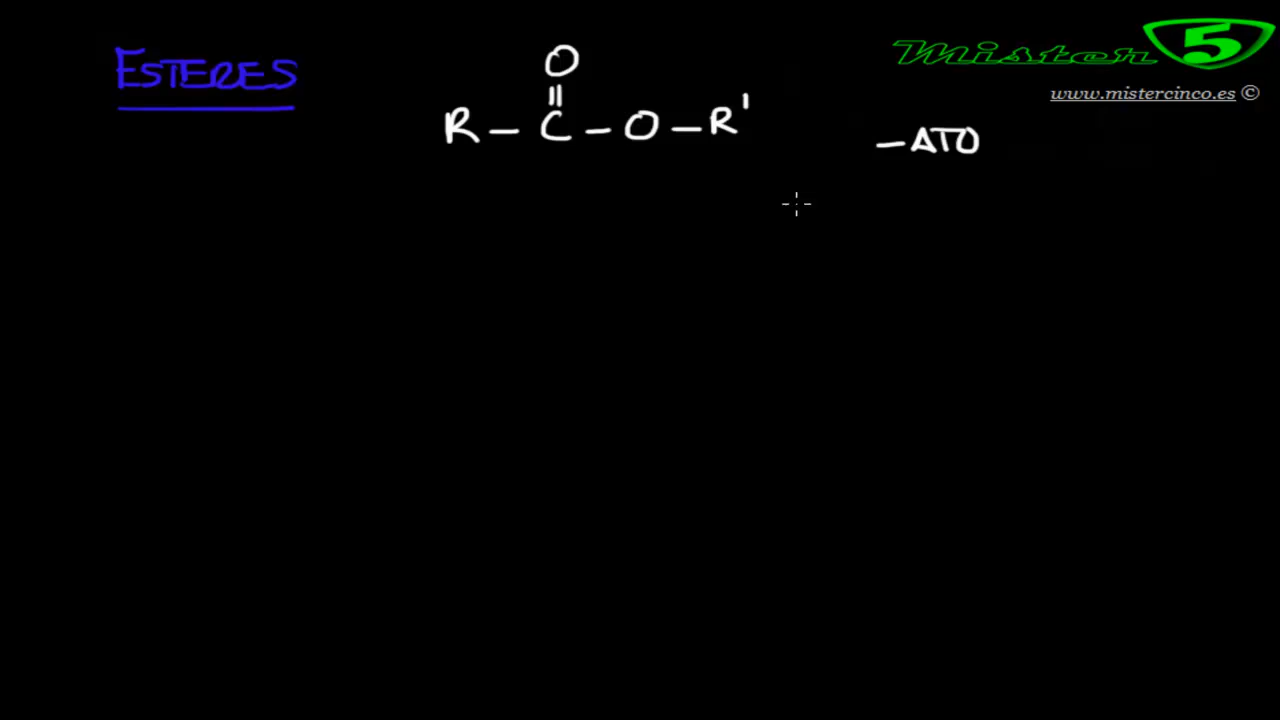 ESTERES
O
||
R - C - O - R'
- ATO
Mister 5
www.mistercinco.es ©